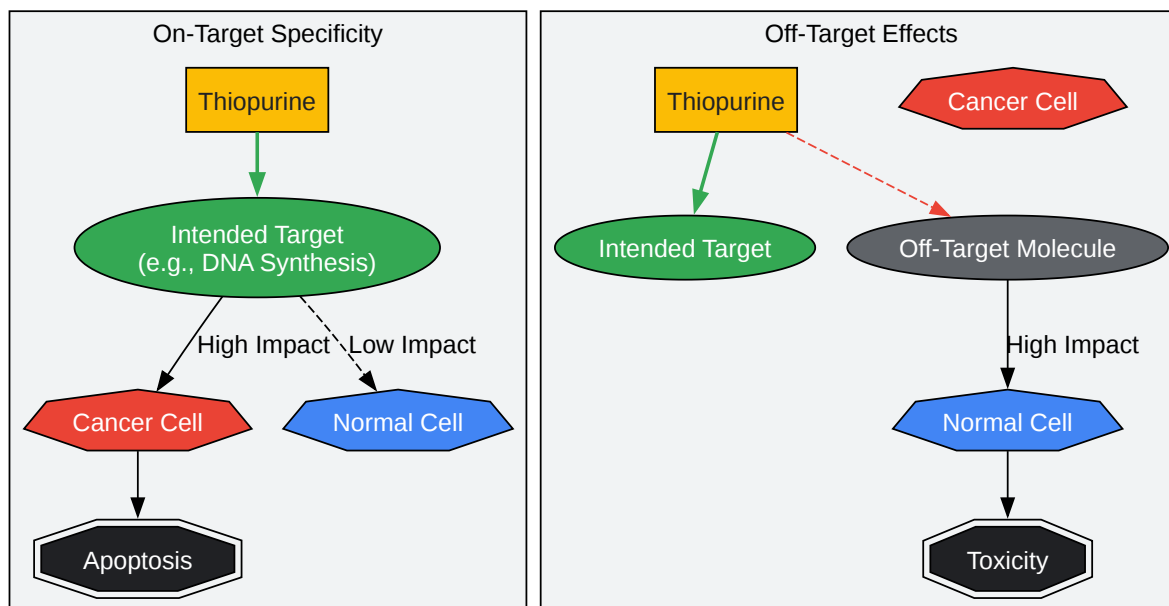 On-Target Specificity
Thiopurine
Intended Target
(e.g., DNA Synthesis)
High Impact
Low Impact
Cancer Cell
Normal Cell
Apoptosis
Off-Target Effects
Thiopurine
Cancer Cell
Intended Target
Off-Target Molecule
High Impact
Normal Cell
Toxicity